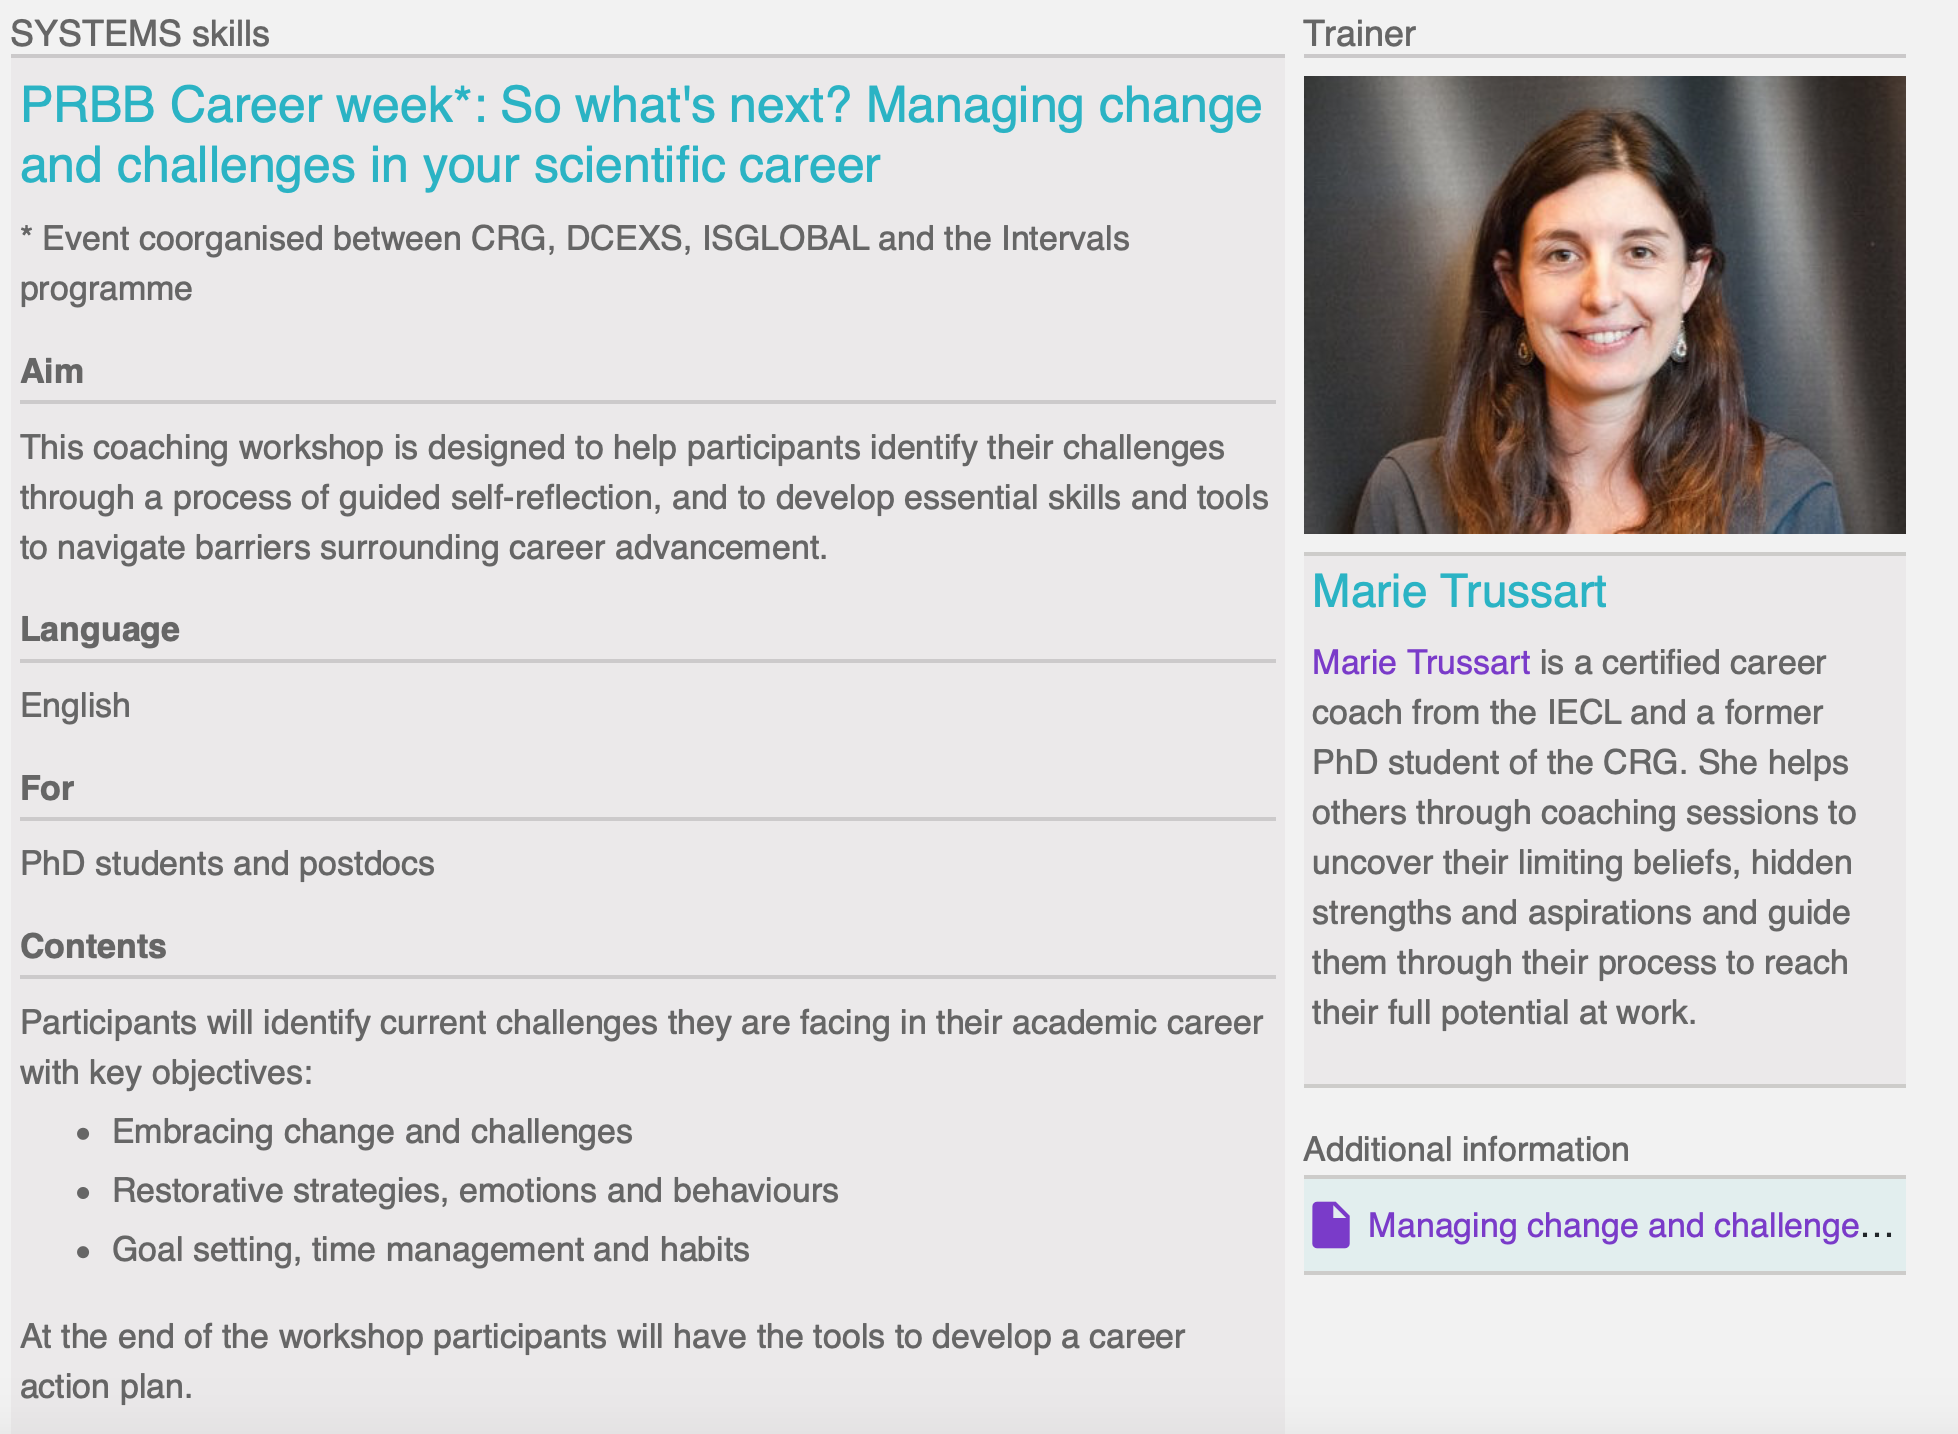 SYSTEMS skills
PRBB Career week*: So what's next? Managing change
and challenges in your scientific career
* Event coorganised between CRG, DCEXS, ISGLOBAL and the Intervals
programme
Aim
This coaching workshop is designed to help participants identify their challenges
through a process of guided self-reflection, and to develop essential skills and tools
to navigate barriers surrounding career advancement.
Language
English
For
PhD students and postdocs
Contents
Participants will identify current challenges they are facing in their academic career
with key objectives:
• Embracing change and challenges
• Restorative strategies, emotions and behaviours
• Goal setting, time management and habits
At the end of the workshop participants will have the tools to develop a career
action plan.
Trainer
Marie Trussart
Marie Trussart is a certified career
coach from the IECL and a former
PhD student of the CRG. She helps
others through coaching sessions to
uncover their limiting beliefs, hidden
strengths and aspirations and guide
them through their process to reach
their full potential at work.
Additional information
Managing change and challenge...